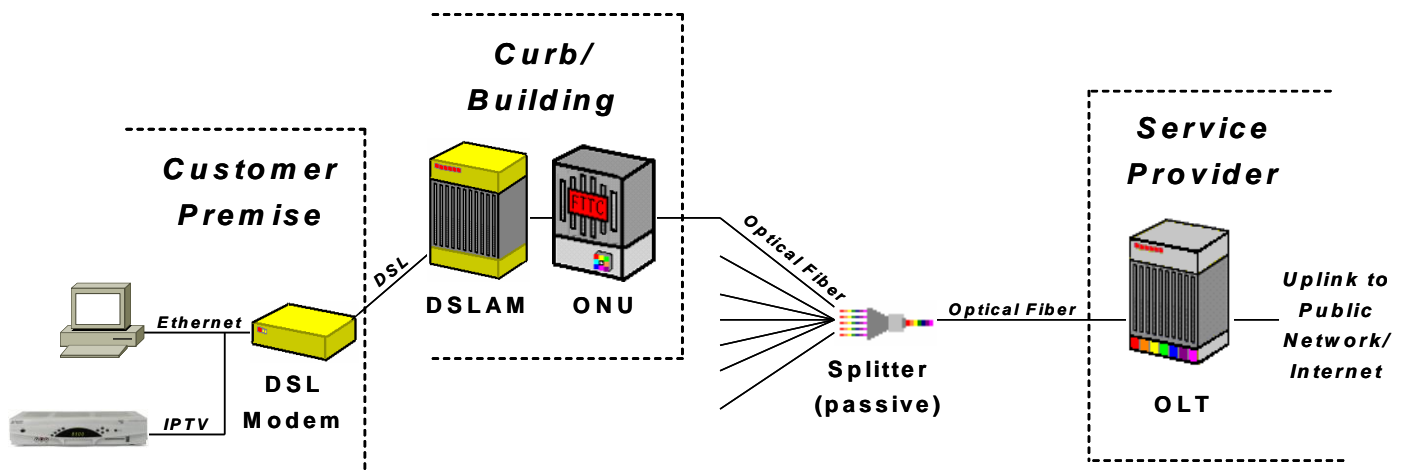 Customer
Premise
Ethernet
IPTV
DSL
Modem
DSL
Curb/
Building
DSLAM
FTTC
ONU
Optical Fiber
Splitter
(passive)
Optical Fiber
Service
Provider
OLT
Uplink to
Public
Network/
Internet